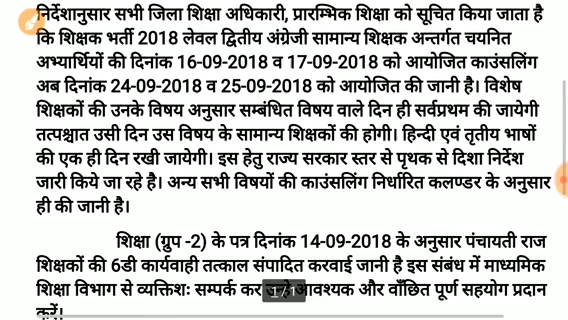 निर्देशानुसार सभी जिला शिक्षा अधिकारी, प्रारम्भिक शिक्षा को सूचित किया जाता है
कि शिक्षक भर्ती 2018 लेवल द्वितीय अंग्रेजी सामान्य शिक्षक अन्तर्गत चयनित
अभ्यार्थियों की दिनांक 16-09-2018 व 17-09-2018 को आयोजित काउंसलिंग
अब दिनांक 24-09-2018 व 25-09-2018 को आयोजित की जानी है। विशेष
शिक्षकों की उनके विषय अनुसार सम्बंधित विषय वाले दिन ही सर्वप्रथम की जायेगी
तत्पश्चात उसी दिन उस विषय के सामान्य शिक्षकों की होगी। हिन्दी एवं तृतीय भाषों
की एक ही दिन रखी जायेगी। इस हेतु राज्य सरकार स्तर से पृथक से दिशा निर्देश
जारी किये जा रहे है। अन्य सभी विषयों की काउंसलिंग निर्धारित कलण्डर के अनुसार
ही की जानी है।
शिक्षा (ग्रुप -2) के पत्र दिनांक 14-09-2018 के अनुसार पंचायती राज
शिक्षकों की 6डी कार्यवाही तत्काल संपादित करवाई जानी है इस संबंध में माध्यमिक
शिक्षा विभाग से व्यक्तिशः सम्पर्क कर उन्हे आवश्यक और वाँछित पूर्ण सहयोग प्रदान
करें।
1 / 1